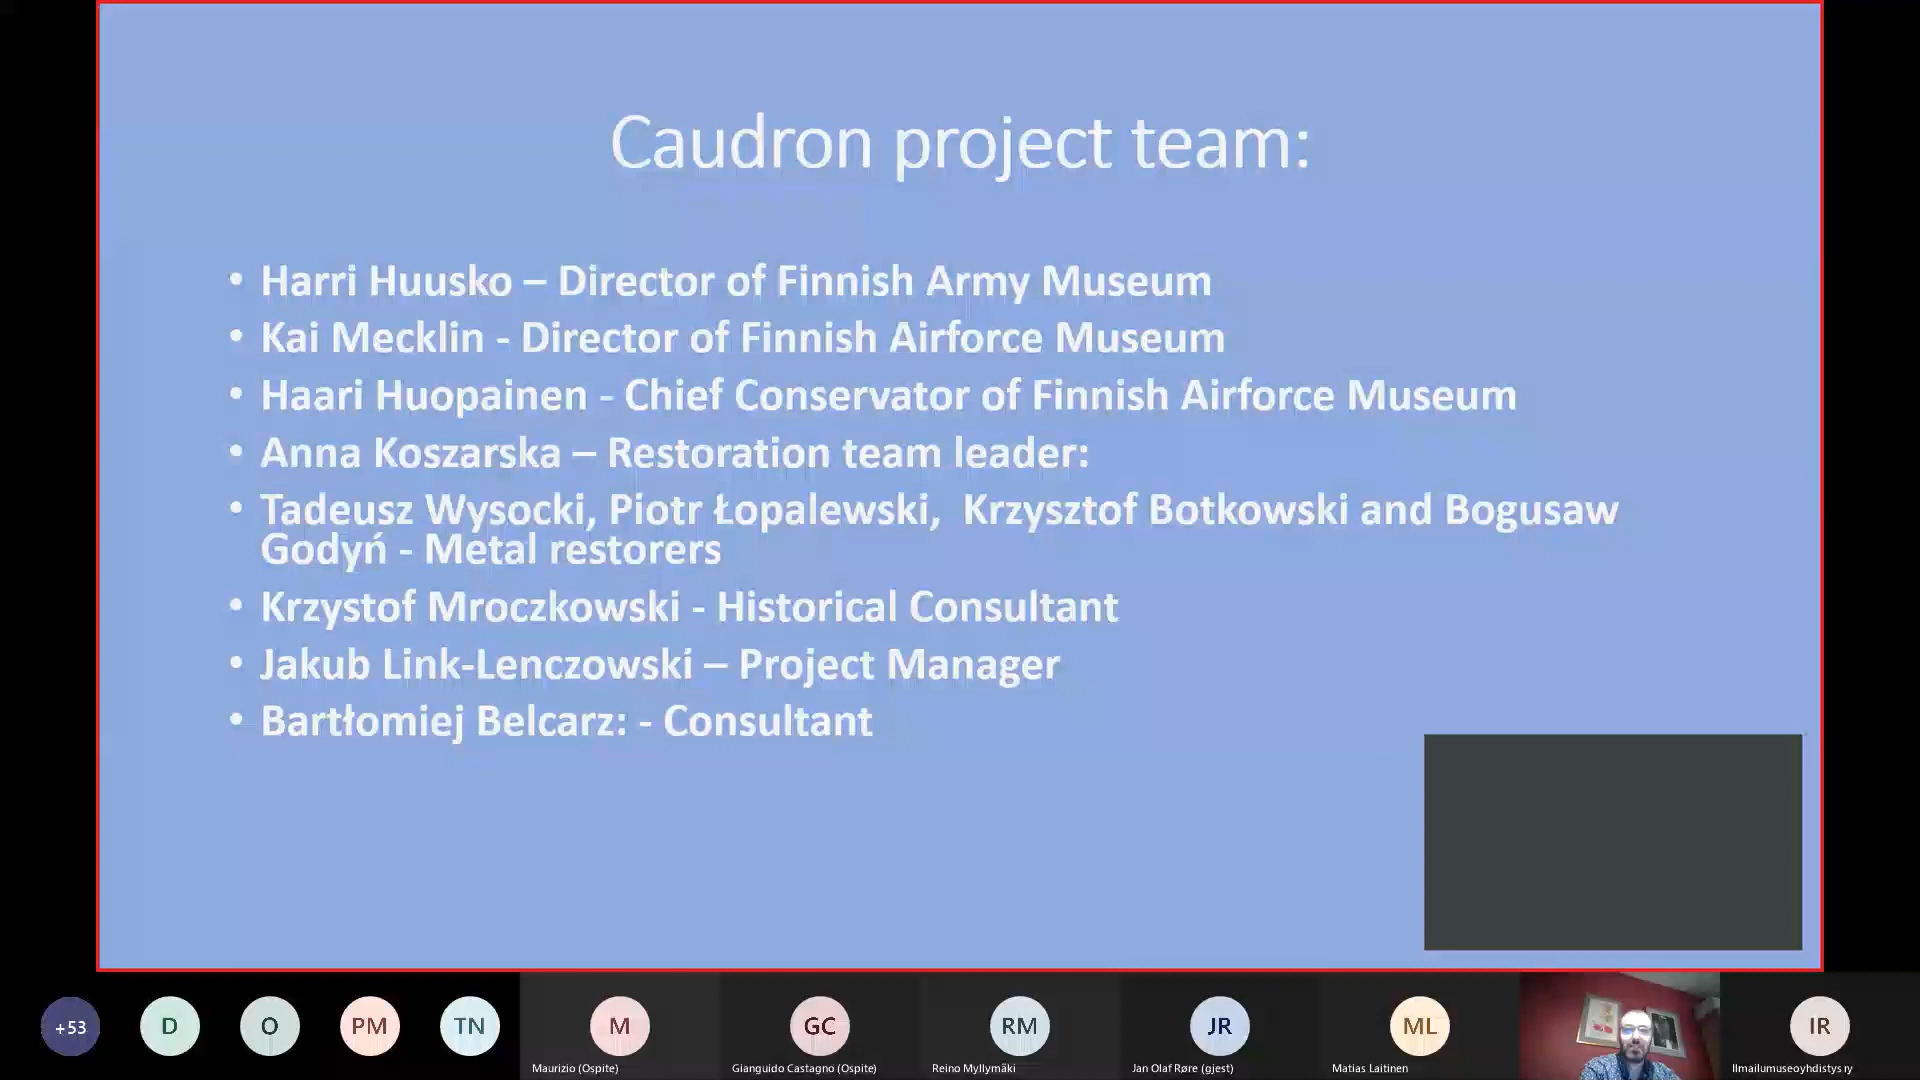 Caudron project team:
• Harri Huusko – Director of Finnish Army Museum
• Kai Mecklin - Director of Finnish Airforce Museum
• Haari Huopainen - Chief Conservator of Finnish Airforce Museum
• Anna Koszarska – Restoration team leader:
• Tadeusz Wysocki, Piotr Łopalewski,  Krzysztof Botkowski and Bogusaw
Godyń - Metal restorers
• Krzystof Mroczkowski - Historical Consultant
• Jakub Link-Lenczowski – Project Manager
• Bartłomiej Belcarz: - Consultant
+53
D
O
PM
TN
M
GC
RM
JR
ML
IR
Maurizio (Ospite)
Gianguido Castagno (Ospite)
Reino Myllymäki
Jan Olaf Røre (gjest)
Matias Laitinen
Ilmailumuseoyhdistys ry